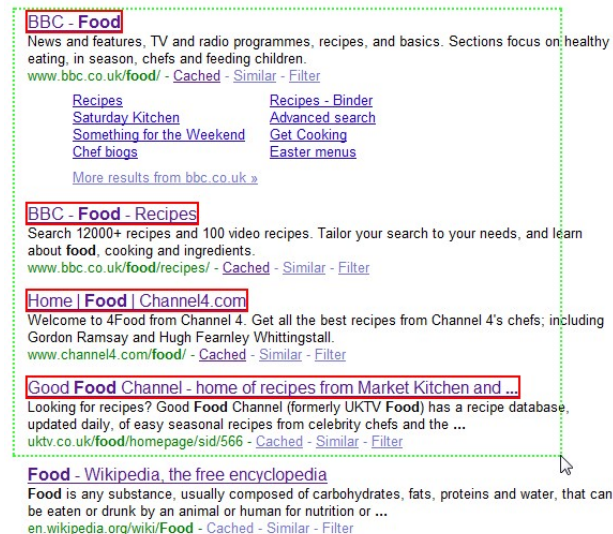 BBC - Food
News and features, TV and radio programmes, recipes, and basics. Sections focus on healthy
eating, in season, chefs and feeding children.
www.bbc.co.uk/food/ - Cached - Similar - Filter
Recipes Recipes - Binder
Saturday Kitchen Advanced search
Something for the Weekend Get Cooking
Chef biogs Easter menus
More results from bbc.co.uk »
BBC - Food - Recipes
Search 12000+ recipes and 100 video recipes. Tailor your search to your needs, and learn
about food, cooking and ingredients.
www.bbc.co.uk/food/recipes/ - Cached - Similar - Filter
Home | Food | Channel4.com
Welcome to 4Food from Channel 4. Get all the best recipes from Channel 4's chefs; including
Gordon Ramsay and Hugh Fearnley Whittingstall.
www.channel4.com/food/ - Cached - Similar - Filter
Good Food Channel - home of recipes from Market Kitchen and ...
Looking for recipes? Good Food Channel (formerly UKTV Food) has a recipe database,
updated daily, of easy seasonal recipes from celebrity chefs and the ...
uktv.co.uk/food/homepage/sid/566 - Cached - Similar - Filter
Food - Wikipedia, the free encyclopedia
Food is any substance, usually composed of carbohydrates, fats, proteins and water, that can
be eaten or drunk by an animal or human for nutrition or ...
en.wikipedia.org/wiki/Food - Cached - Similar - Filter